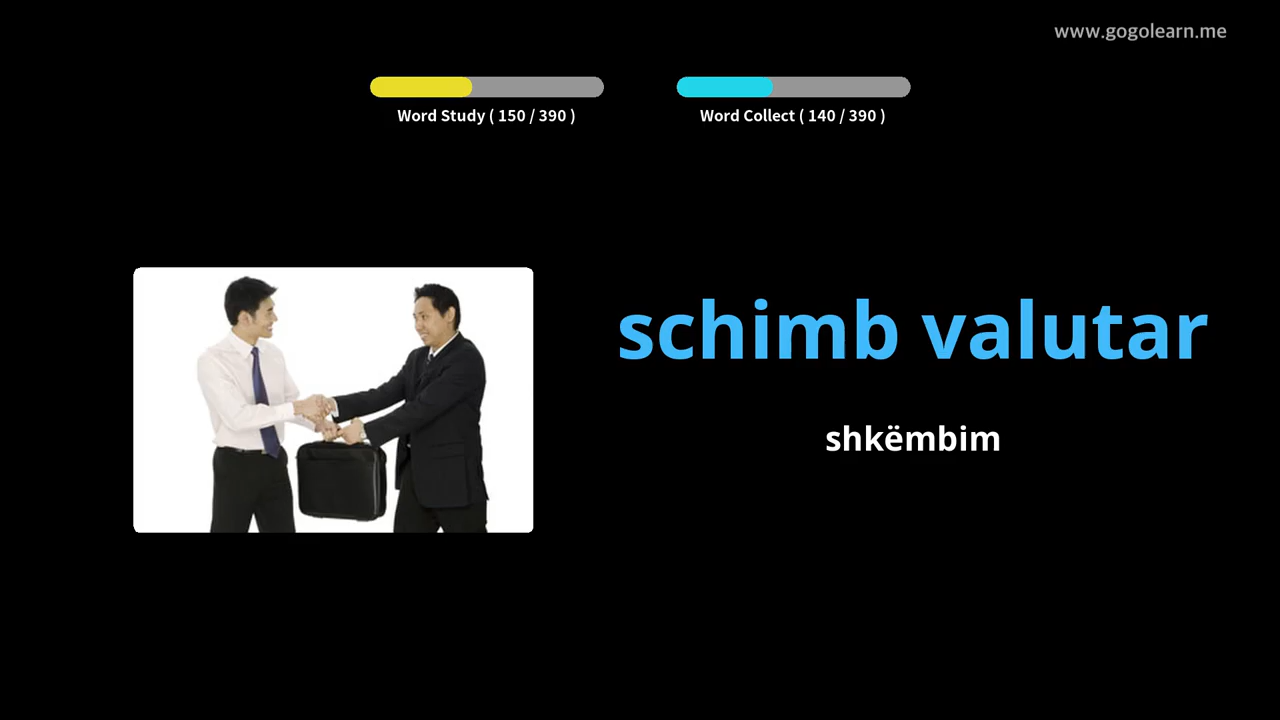 www.gogolearn.me
Word Study ( 150 / 390 )
Word Collect ( 140 / 390 )
schimb valutar
shkëmbim